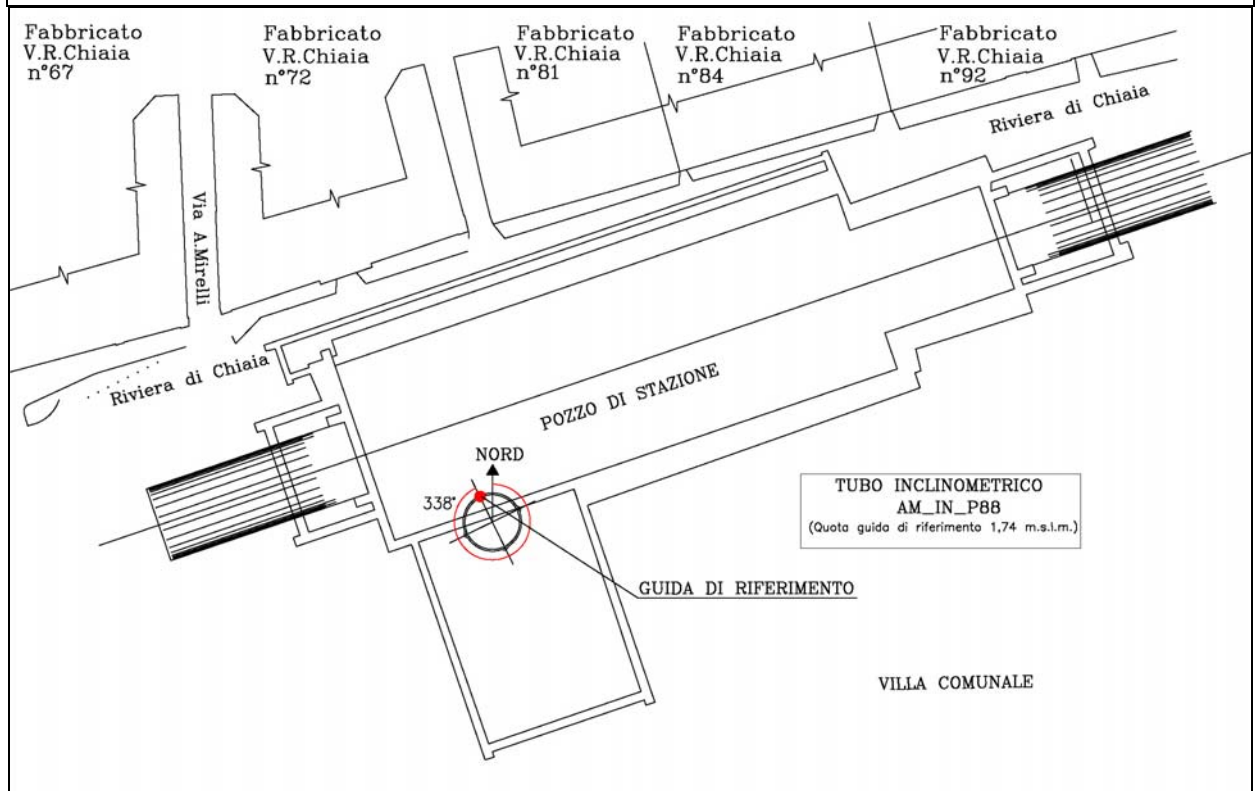 Fabbricato
V.R.Chiaia
n°67
Fabbricato
V.R.Chiaia
n°72
Fabbricato
V.R.Chiaia
n°81
Fabbricato
V.R.Chiaia
n°84
Fabbricato
V.R.Chiaia
n°92
Riviera di Chiaia
Via A.Mirelli
Riviera di Chiaia
POZZO DI STAZIONE
NORD
338°
TUBO INCLINOMETRICO
AM_IN_P88
(Quota guida di riferimento 1,74 m.s.l.m.)
GUIDA DI RIFERIMENTO
VILLA COMUNALE